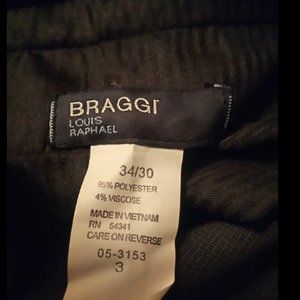 BRAGGI
LOUIS
RAPHAEL
34/30
96% POLYESTER
4% VISCOSE
MADE IN VIETNAM
RN 54341
CARE ON REVERSE
05-3153
3